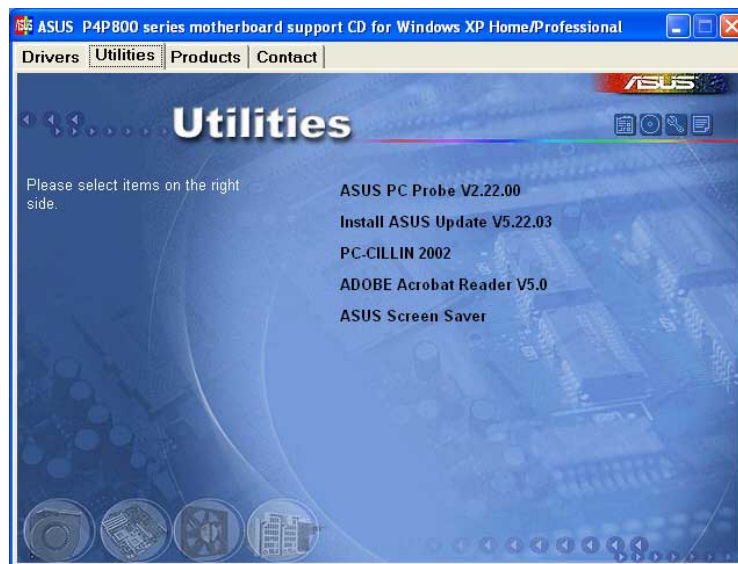 ASUS P4P800 series motherboard support CD for Windows XP Home/Professional
Drivers Utilities Products Contact
ASUS
Utilities
Please select items on the right
side.
ASUS PC Probe V2.22.00
Install ASUS Update V5.22.03
PC-CILLIN 2002
ADOBE Acrobat Reader V5.0
ASUS Screen Saver